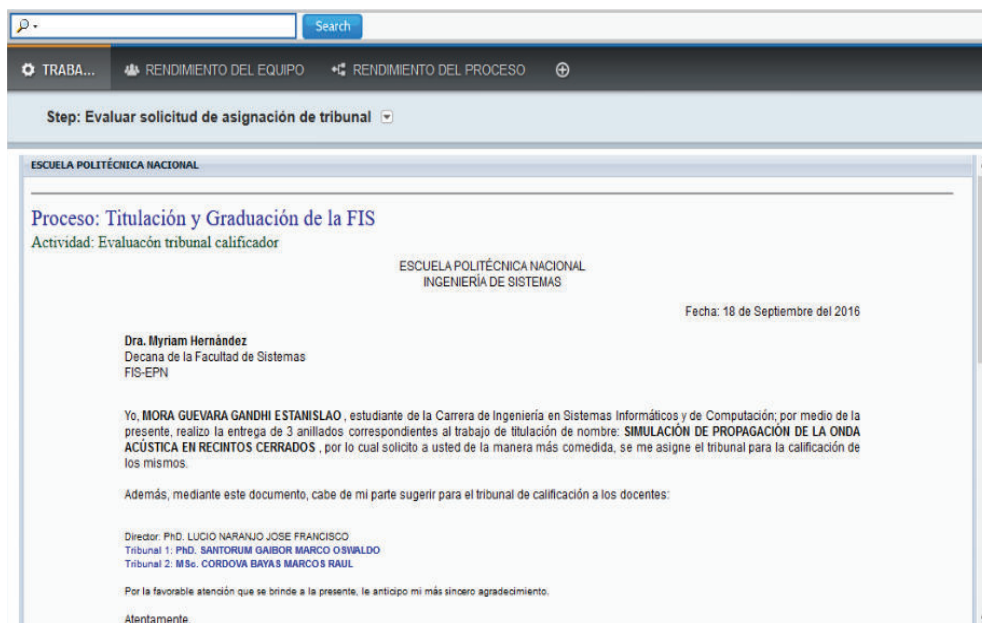 Search
TRABA... RENDIMIENTO DEL EQUIPO RENDIMIENTO DEL PROCESO
Step: Evaluar solicitud de asignación de tribunal
ESCUELA POLITÉCNICA NACIONAL
Proceso: Titulación y Graduación de la FIS
Actividad: Evaluacón tribunal calificador
ESCUELA POLITÉCNICA NACIONAL
INGENIERÍA DE SISTEMAS
Fecha: 18 de Septiembre del 2016
Dra. Myriam Hernández
Decana de la Facultad de Sistemas
FIS-EPN
Yo, MORA GUEVARA GANDHI ESTANISLAO , estudiante de la Carrera de Ingeniería en Sistemas Informáticos y de Computación; por medio de la
presente, realizo la entrega de 3 anillados correspondientes al trabajo de titulación de nombre: SIMULACIÓN DE PROPAGACIÓN DE LA ONDA
ACÚSTICA EN RECINTOS CERRADOS , por lo cual solicito a usted de la manera más comedida, se me asigne el tribunal para la calificación de
los mismos.
Además, mediante este documento, cabe de mi parte sugerir para el tribunal de calificación a los docentes:
Director: PhD. LUCIO NARANJO JOSE FRANCISCO
Tribunal 1: PhD. SANTORUM GAIBOR MARCO OSWALDO
Tribunal 2: MSc. CORDOVA BAYAS MARCOS RAUL
Por la favorable atención que se brinde a la presente, le anticipo mi más sincero agradecimiento.
Atentamente,